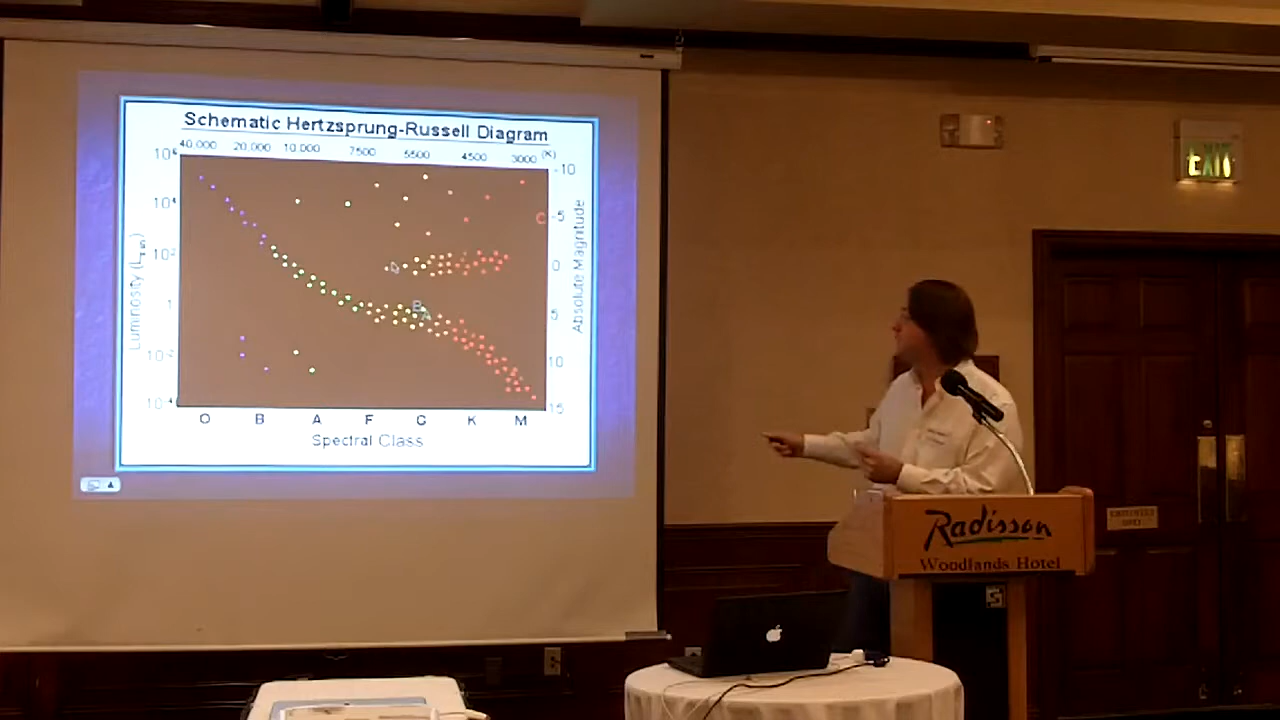 Schematic Hertzsprung-Russell Diagram
40 000 20 000 10 000 7500 5500 4500 3000 (K)
10⁶
10⁴
10²
1
10⁻²
10⁻⁴
Luminosity
-10
-5
0
5
10
15
Absolute Magnitude
C
B
A
O B A F G K M
Spectral Class
EXIT
Radisson
Woodlands Hotel